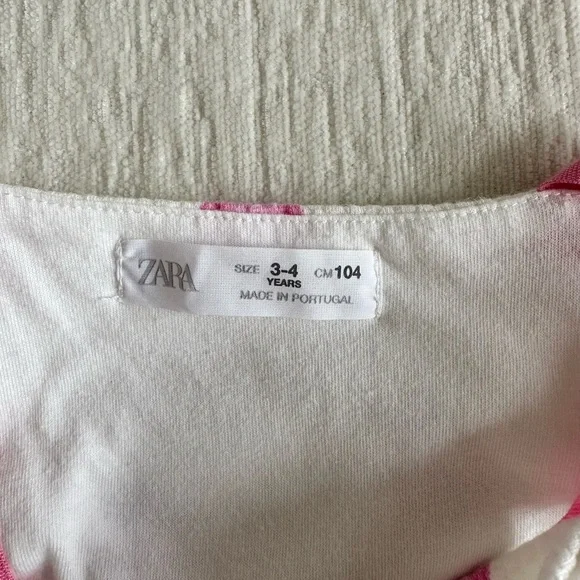 ZARA
SIZE 3-4 YEARS CM 104
MADE IN PORTUGAL